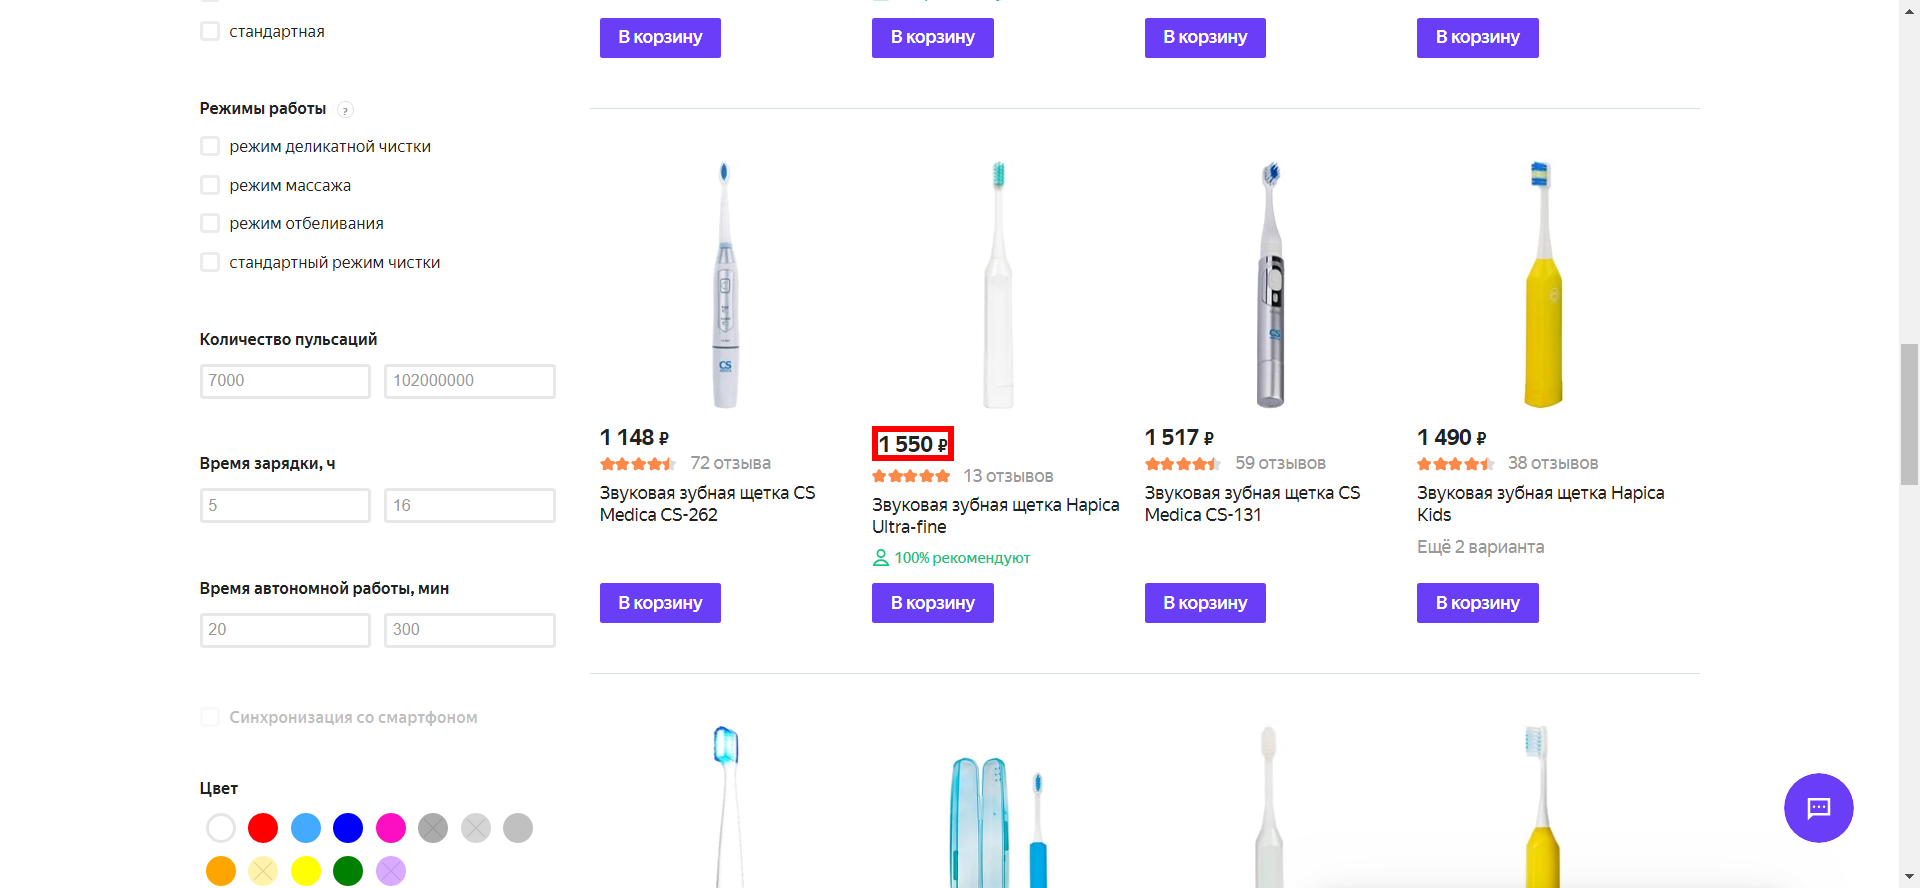 стандартная
Режимы работы ?
режим деликатной чистки
режим массажа
режим отбеливания
стандартный режим чистки
Количество пульсаций
7000 102000000
Время зарядки, ч
5 16
Время автономной работы, мин
20 300
Синхронизация со смартфоном
Цвет
В корзину В корзину В корзину В корзину
CS
CS
1 148 ₽
72 отзыва
Звуковая зубная щетка CS
Medica CS-262
В корзину
1 550 ₽
13 отзывов
Звуковая зубная щетка Hapica
Ultra-fine
100% рекомендуют
В корзину
1 517 ₽
59 отзывов
Звуковая зубная щетка CS
Medica CS-131
В корзину
1 490 ₽
38 отзывов
Звуковая зубная щетка Hapica
Kids
Ещё 2 варианта
В корзину